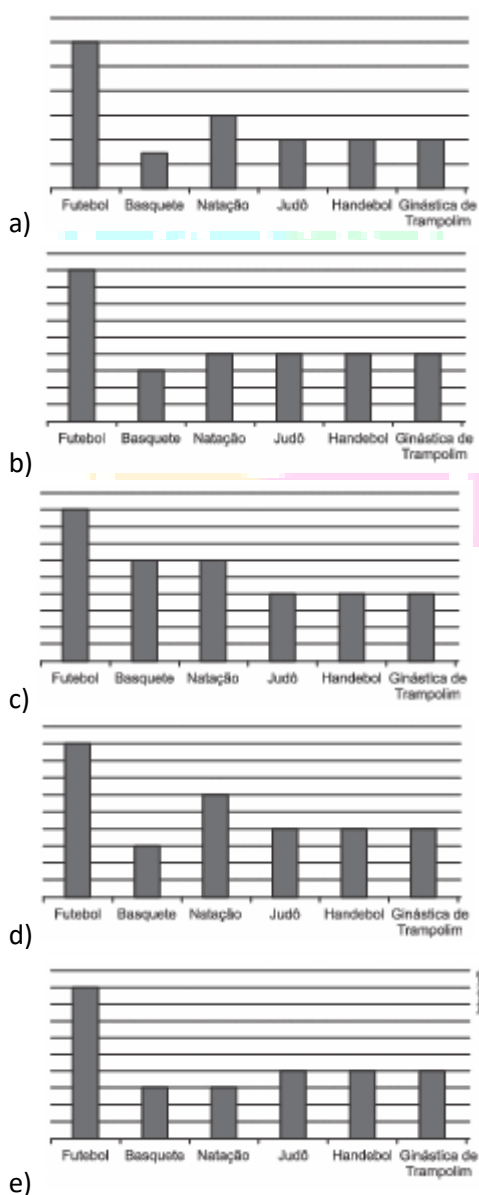 Futebol Basquete Natação Judô Handebol Ginástica de
Trampolim
a)
Futebol Basquete Natação Judô Handebol Ginástica de
Trampolim
b)
Futebol Basquete Natação Judô Handebol Ginástica de
Trampolim
c)
Futebol Basquete Natação Judô Handebol Ginástica de
Trampolim
d)
Futebol Basquete Natação Judô Handebol Ginástica de
Trampolim
e)